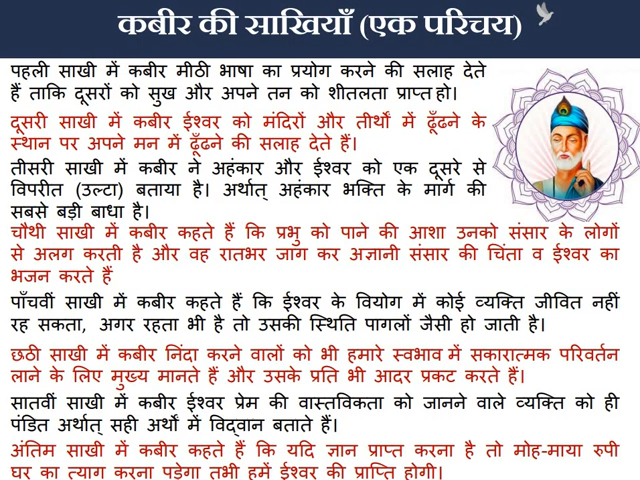 कबीर की साखियाँ (एक परिचय)
पहली साखी में कबीर मीठी भाषा का प्रयोग करने की सलाह देते
हैं ताकि दूसरों को सुख और अपने तन को शीतलता प्राप्त हो।
दूसरी साखी में कबीर ईश्वर को मंदिरों और तीर्थों में ढूँढने के
स्थान पर अपने मन में ढूँढने की सलाह देते हैं।
तीसरी साखी में कबीर ने अहंकार और ईश्वर को एक दूसरे से
विपरीत (उल्टा) बताया है। अर्थात् अहंकार भक्ति के मार्ग की
सबसे बड़ी बाधा है।
चौथी साखी में कबीर कहते हैं कि प्रभु को पाने की आशा उनको संसार के लोगों
से अलग करती है और वह रातभर जाग कर अज्ञानी संसार की चिंता व ईश्वर का
भजन करते हैं
पाँचवीं साखी में कबीर कहते हैं कि ईश्वर के वियोग में कोई व्यक्ति जीवित नहीं
रह सकता, अगर रहता भी है तो उसकी स्थिति पागलों जैसी हो जाती है।
छठी साखी में कबीर निंदा करने वालों को भी हमारे स्वभाव में सकारात्मक परिवर्तन
लाने के लिए मुख्य मानते हैं और उसके प्रति भी आदर प्रकट करते हैं।
सातवीं साखी में कबीर ईश्वर प्रेम की वास्तविकता को जानने वाले व्यक्ति को ही
पंडित अर्थात् सही अर्थों में विद्वान बताते हैं।
अंतिम साखी में कबीर कहते हैं कि यदि ज्ञान प्राप्त करना है तो मोह-माया रुपी
घर का त्याग करना पड़ेगा तभी हमें ईश्वर की प्राप्ति होगी।